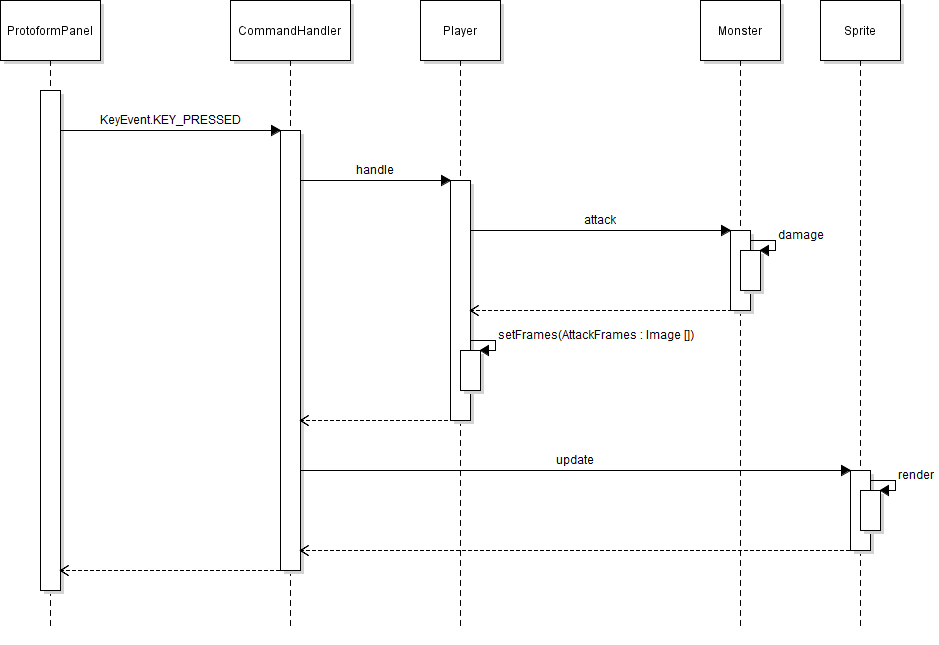 ProtoformPanel
CommandHandler
Player
Monster
Sprite
KeyEvent.KEY_PRESSED
handle
attack
damage
setFrames(AttackFrames : Image [])
update
render